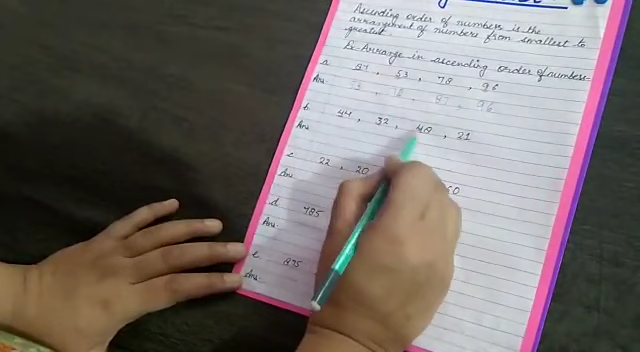 Ascending order of numbers is the
arrangement of numbers from smallest to
greatest
Ex-Arrange in ascending order of numbers-
a. 87, 53, 78, 96
Ans 53, 78, 87, 96
b. 44, 32, 48, 21
Ans
c. 22, 20
Ans.
d. 785
Ans.
e. 875
Ans.